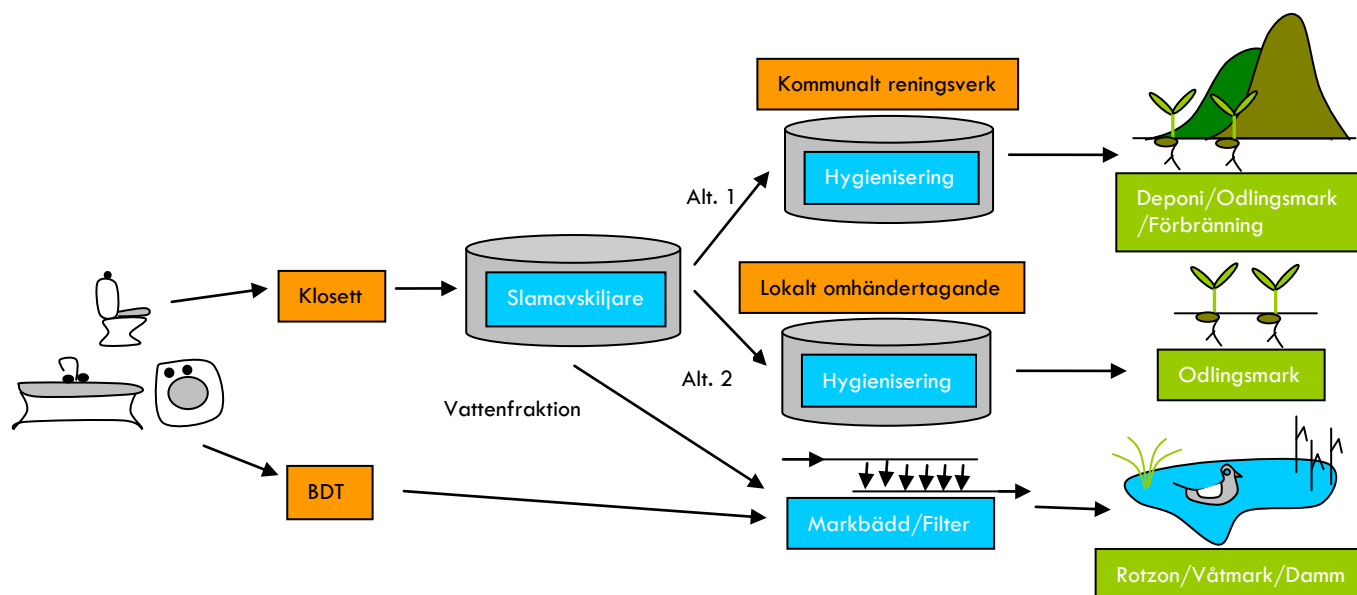 Kommunalt reningsverk
Hygienisering
Alt. 1
Deponi/Odlingsmark
/Förbränning
Klosett
Slamavskiljare
Lokalt omhändertagande
Hygienisering
Alt. 2
Odlingsmark
Vattenfraktion
BDT
Markbädd/Filter
Rotzon/Våtmark/Damm